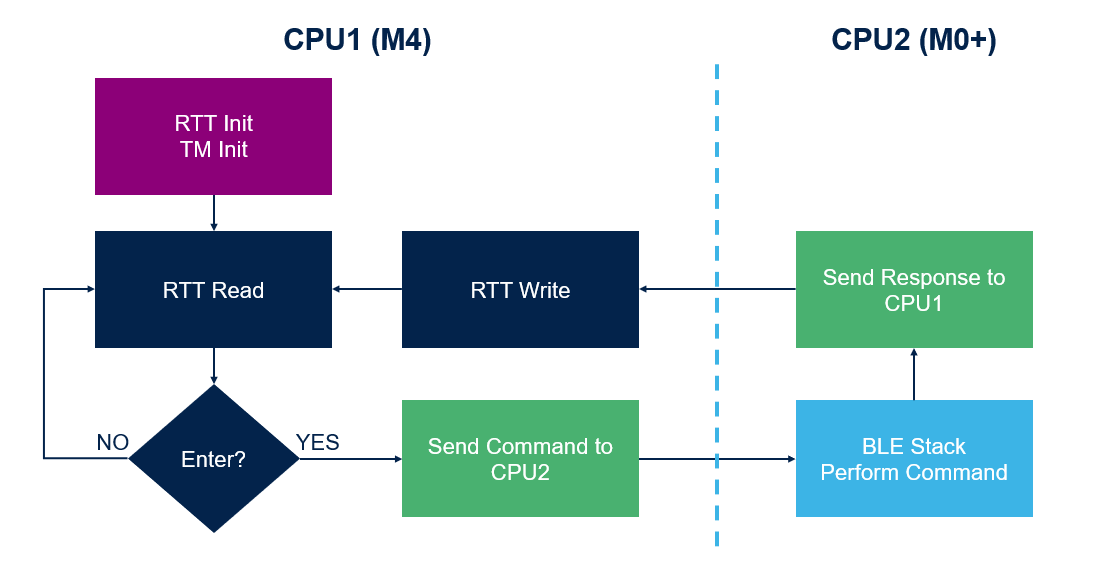 CPU1 (M4)
CPU2 (M0+)
RTT Init
TM Init
RTT Read
RTT Write
Send Response to
CPU1
NO
Enter?
YES
Send Command to
CPU2
BLE Stack
Perform Command